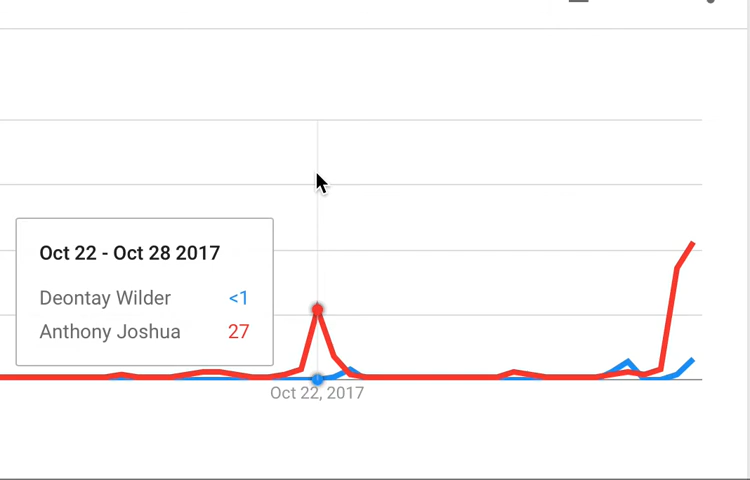 Oct 22 - Oct 28 2017
Deontay Wilder <1
Anthony Joshua 27
Oct 22, 2017